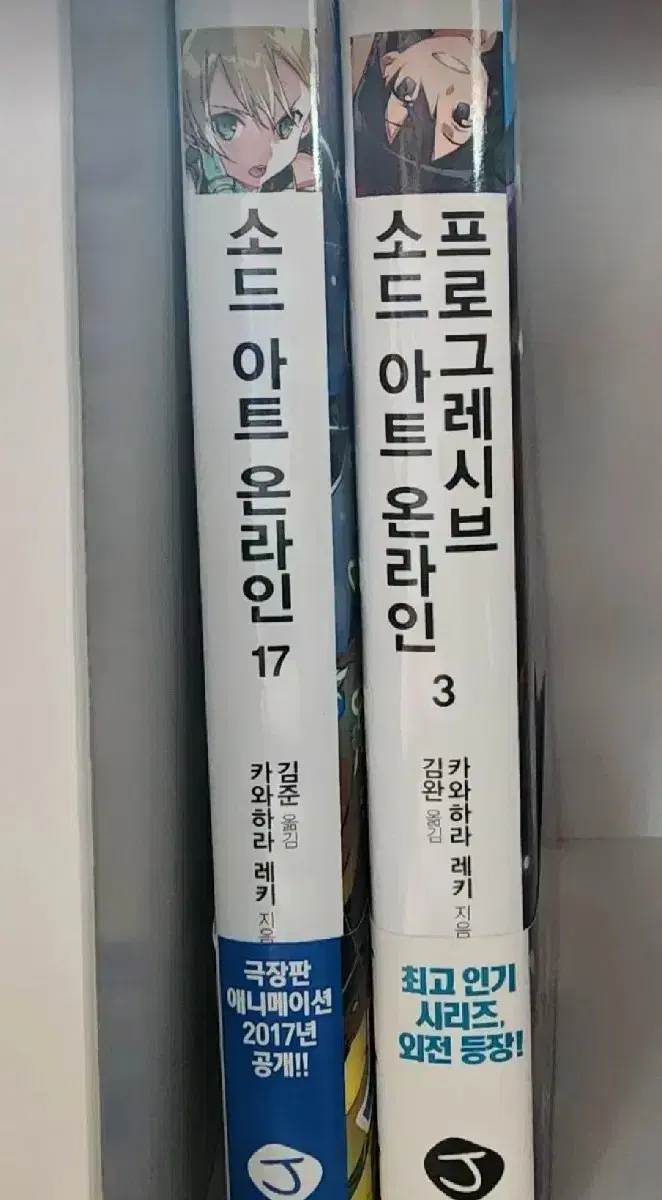 소드 아트 온라인
17
김준 옮김
카와하라 레키 지음
극장판
애니메이션
2017년
공개!!
프로그레시브
소드 아트 온라인
3
카와하라 레키 지음
김완 옮김
최고 인기
시리즈,
외전 등장!